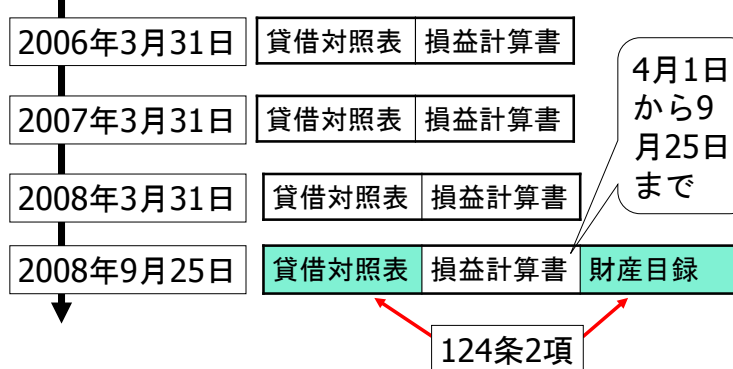 2006年3月31日 貸借対照表 損益計算書
2007年3月31日 貸借対照表 損益計算書
2008年3月31日 貸借対照表 損益計算書
2008年9月25日 貸借対照表 損益計算書 財産目録
4月1日
から9
月25日
まで
124条2項